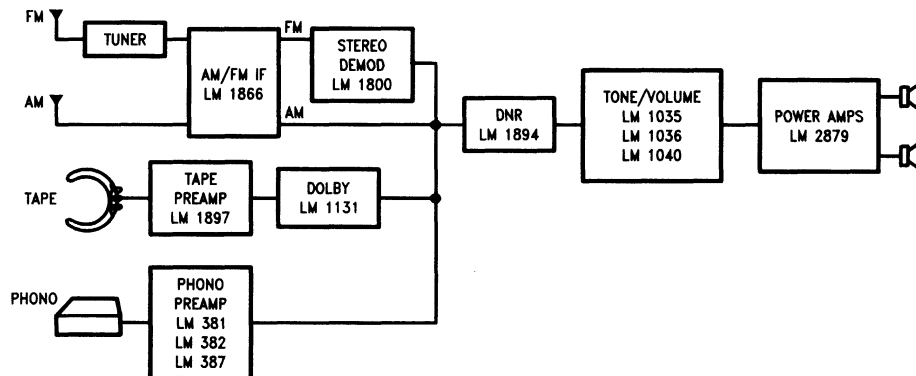 FM
TUNER
AM/FM IF
LM 1866
FM
STEREO
DEMOD
LM 1800
AM
AM
DNR
LM 1894
TONE/VOLUME
LM 1035
LM 1036
LM 1040
POWER AMPS
LM 2879
TAPE
TAPE
PREAMP
LM 1897
DOLBY
LM 1131
PHONO
PHONO
PREAMP
LM 381
LM 382
LM 387